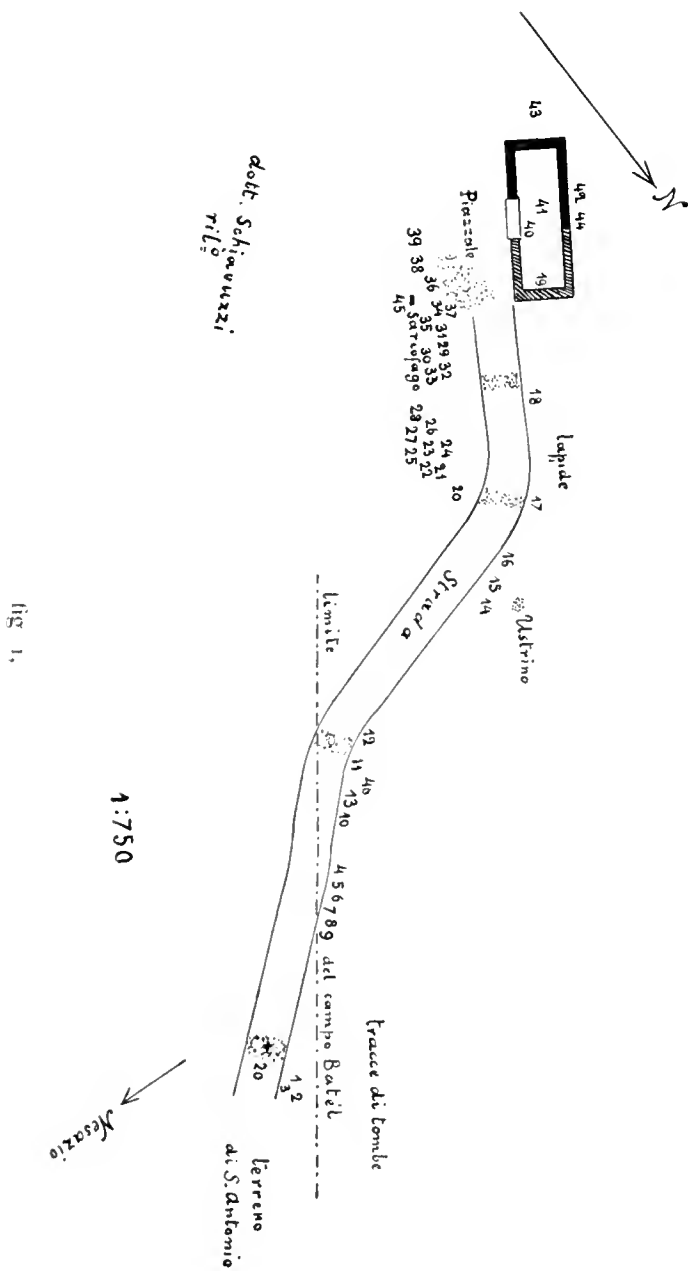 N.
43
42 44
41
40
19
Piazzale
39 38 36 37
34
45
Sarcofago
35 31 29 32
30 33
18
lapide
28 26 24
27 23 21
25 22
20
17
16
15
14
Ustrino
Strada
dott. Schiavuzzi
ril=ò
limite
12
11 40
13 10
4 5 6
7 8 9 del campo Batèl
tracce di tombe
1 2
3
20
terreno
di S. Antonio
Nesazio
1:750
fig 1.